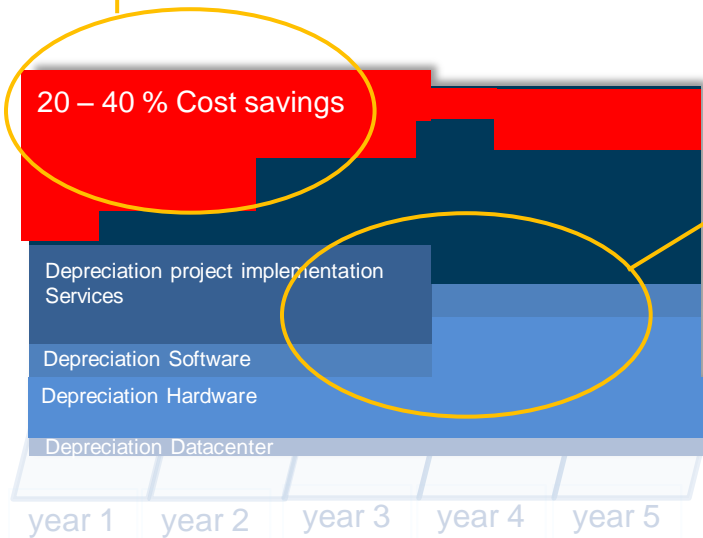 20 – 40 % Cost savings
Depreciation project implementation
Services
Depreciation Software
Depreciation Hardware
Depreciation Datacenter
year 1 year 2 year 3 year 4 year 5